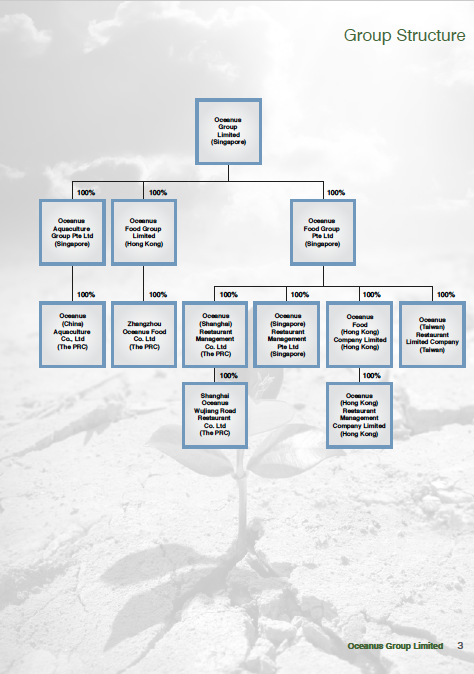 Group Structure
Oceanus
Group
Limited
(Singapore)
100%
100%
100%
Oceanus
Aquaculture
Group Pte Ltd
(Singapore)
Oceanus
Food Group
Limited
(Hong Kong)
Oceanus
Food Group
Pte Ltd
(Singapore)
100%
100%
100%
100%
100%
100%
Oceanus
(China)
Aquaculture
Co., Ltd
(The PRC)
Zhangzhou
Oceanus Food
Co. Ltd
(The PRC)
Oceanus
(Shanghai)
Restaurant
Management
Co. Ltd
(The PRC)
Oceanus
(Singapore)
Restaurant
Management
Pte Ltd
(Singapore)
Oceanus
Food
(Hong Kong)
Company Limited
(Hong Kong)
Oceanus
(Taiwan)
Restaurant
Limited Company
(Taiwan)
100%
100%
Shanghai
Oceanus
Wujiang Road
Restaurant
Co. Ltd
(The PRC)
Oceanus
(Hong Kong)
Restaurant
Management
Company Limited
(Hong Kong)
Oceanus Group Limited 3